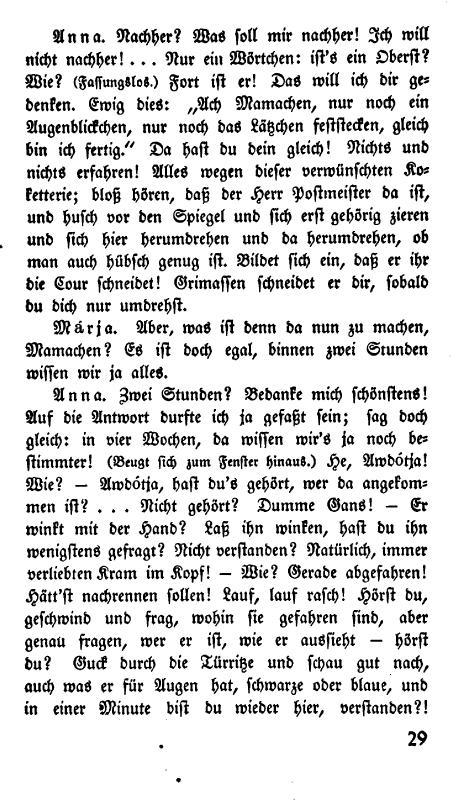 Anna. Nachher? Was soll mir nachher! Ich will
nicht nachher! . . . Nur ein Wörtchen: ist's ein Oberst?
Wie? (Fassungslos.) Fort ist er! Das will ich dir ge-
denken. Ewig dies: „Ach Mamachen, nur noch ein
Augenblickchen, nur noch das Lätzchen feststecken, gleich
bin ich fertig.“ Da hast du dein gleich! Nichts und
nichts erfahren! Alles wegen dieser verwünschten Ko-
ketterie; bloß hören, daß der Herr Postmeister da ist,
und husch vor den Spiegel und sich erst gehörig zieren
und sich hier herumdrehen und da herumdrehen, ob
man auch hübsch genug ist. Bildet sich ein, daß er ihr
die Cour schneidet! Grimassen schneidet er dir, sobald
du dich nur umdrehst.
Márja. Aber, was ist denn da nun zu machen,
Mamachen? Es ist doch egal, binnen zwei Stunden
wissen wir ja alles.
Anna. Zwei Stunden? Bedanke mich schönstens!
Auf die Antwort durfte ich ja gefaßt sein; sag doch
gleich: in vier Wochen, da wissen wir's ja noch be-
stimmter! (Beugt sich zum Fenster hinaus.) He, Awdótja!
Wie? — Awdótja, hast du's gehört, wer da angekom-
men ist? . . . Nicht gehört? Dumme Gans! — Er
winkt mit der Hand? Laß ihn winken, hast du ihn
wenigstens gefragt? Nicht verstanden? Natürlich, immer
verliebten Kram im Kopf! — Wie? Gerade abgefahren!
Hätt'st nachrennen sollen! Lauf, lauf rasch! Hörst du,
geschwind und frag, wohin sie gefahren sind, aber
genau fragen, wer er ist, wie er aussieht — hörst
du? Guck durch die Türritze und schau gut nach,
auch was er für Augen hat, schwarze oder blaue, und
in einer Minute bist du wieder hier, verstanden?!
29